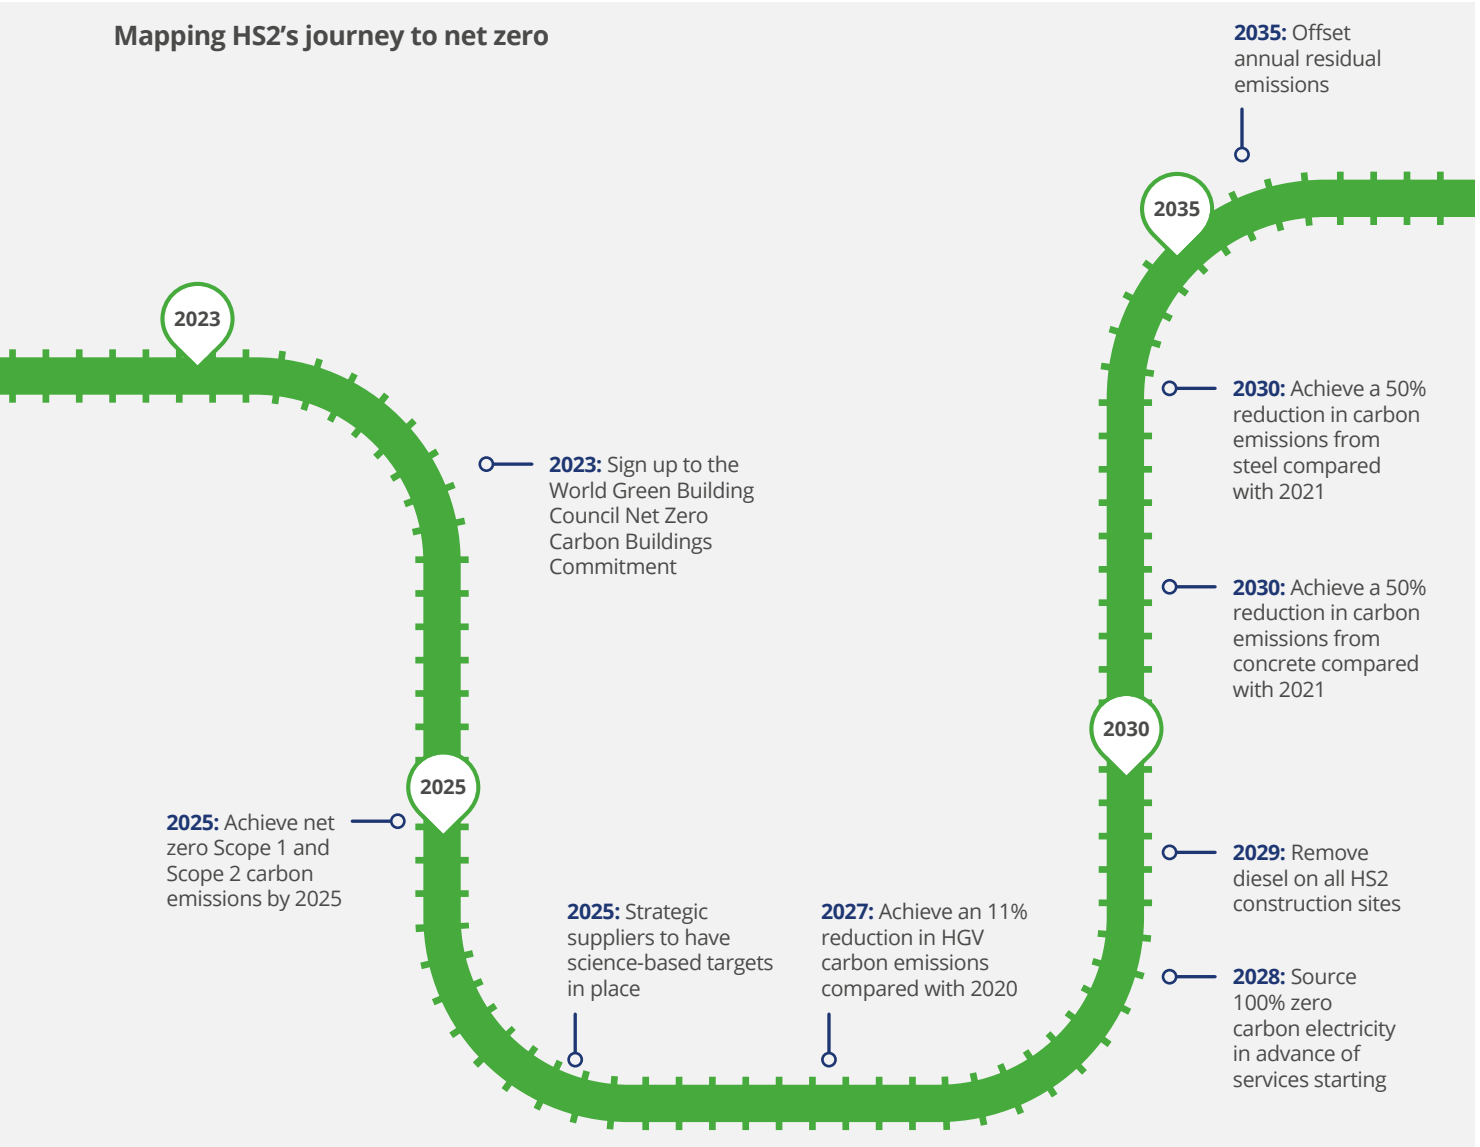 Mapping HS2's journey to net zero
2023
2023: Sign up to the
World Green Building
Council Net Zero
Carbon Buildings
Commitment
2025
2025: Achieve net
zero Scope 1 and
Scope 2 carbon
emissions by 2025
2025: Strategic
suppliers to have
science-based targets
in place
2027: Achieve an 11%
reduction in HGV
carbon emissions
compared with 2020
2028: Source
100% zero
carbon electricity
in advance of
services starting
2029: Remove
diesel on all HS2
construction sites
2030
2030: Achieve a 50%
reduction in carbon
emissions from
concrete compared
with 2021
2030: Achieve a 50%
reduction in carbon
emissions from
steel compared
with 2021
2035
2035: Offset
annual residual
emissions